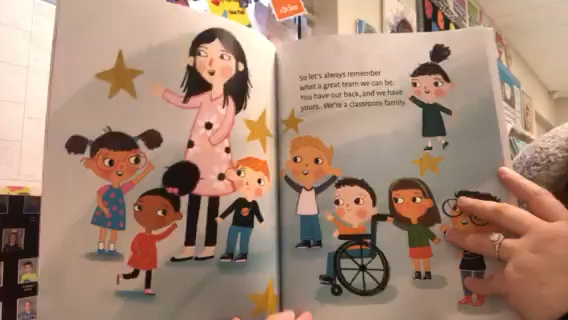 So let's always remember
what a great team we can be.
You have our back, and we have
yours. We're a classroom family.